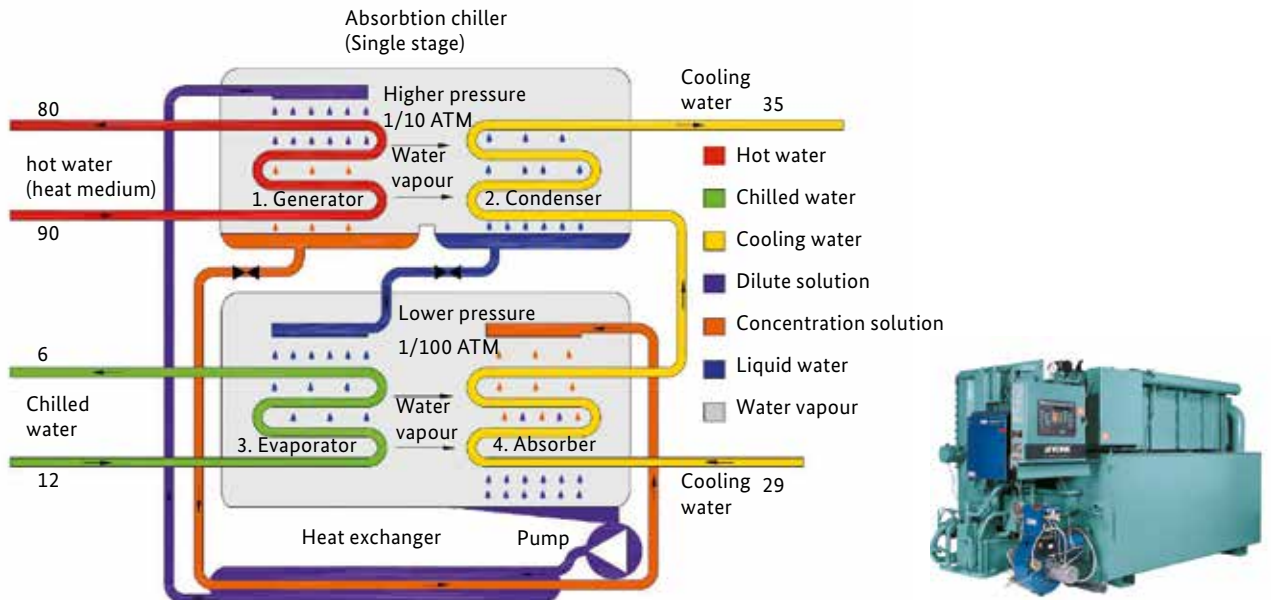 Absorbtion chiller
(Single stage)
Higher pressure
1/10 ATM
Water
vapour
1. Generator
2. Condenser
80
hot water
(heat medium)
90
Cooling
water
35
Hot water
Chilled water
Cooling water
Dilute solution
Concentration solution
Liquid water
Water vapour
Lower pressure
1/100 ATM
Water
vapour
3. Evaporator
4. Absorber
6
Chilled
water
12
Cooling
water
29
Heat exchanger
Pump